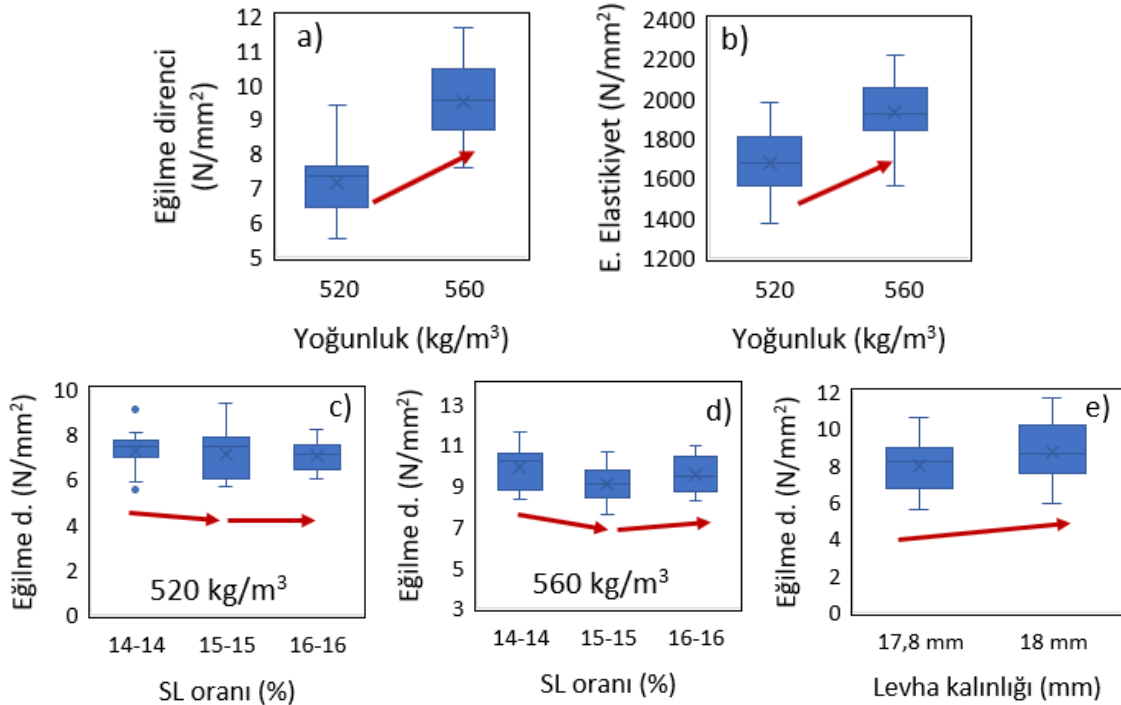 a)
Eğilme direnci
(N/mm²)
12
11
10
9
8
7
6
5
520
560
Yoğunluk (kg/m³)
b)
E. Elastikiyet (N/mm²)
2400
2200
2000
1800
1600
1400
1200
520
560
Yoğunluk (kg/m³)
c)
Eğilme d. (N/mm²)
10
8
6
4
2
0
520 kg/m³
14-14
15-15
16-16
SL oranı (%)
d)
Eğilme d. (N/mm²)
13
11
9
7
5
3
560 kg/m³
14-14
15-15
16-16
SL oranı (%)
e)
Eğilme d. (N/mm²)
12
10
8
6
4
2
0
17,8 mm
18 mm
Levha kalınlığı (mm)